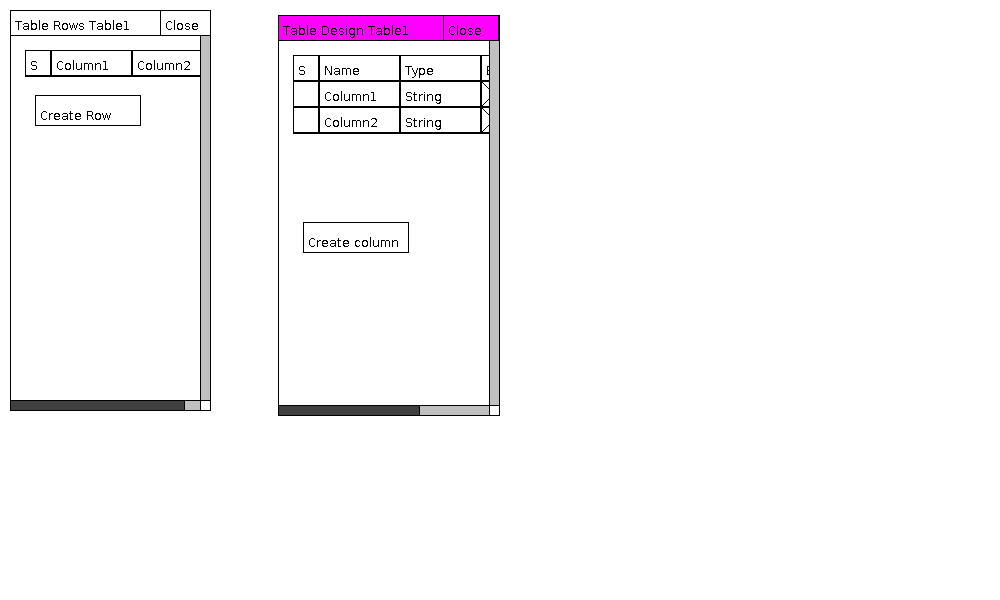 Table Rows Table1 Close
S Column1 Column2
Create Row
Table Design Table1 Close
S Name Type
Column1 String
Column2 String
Create column